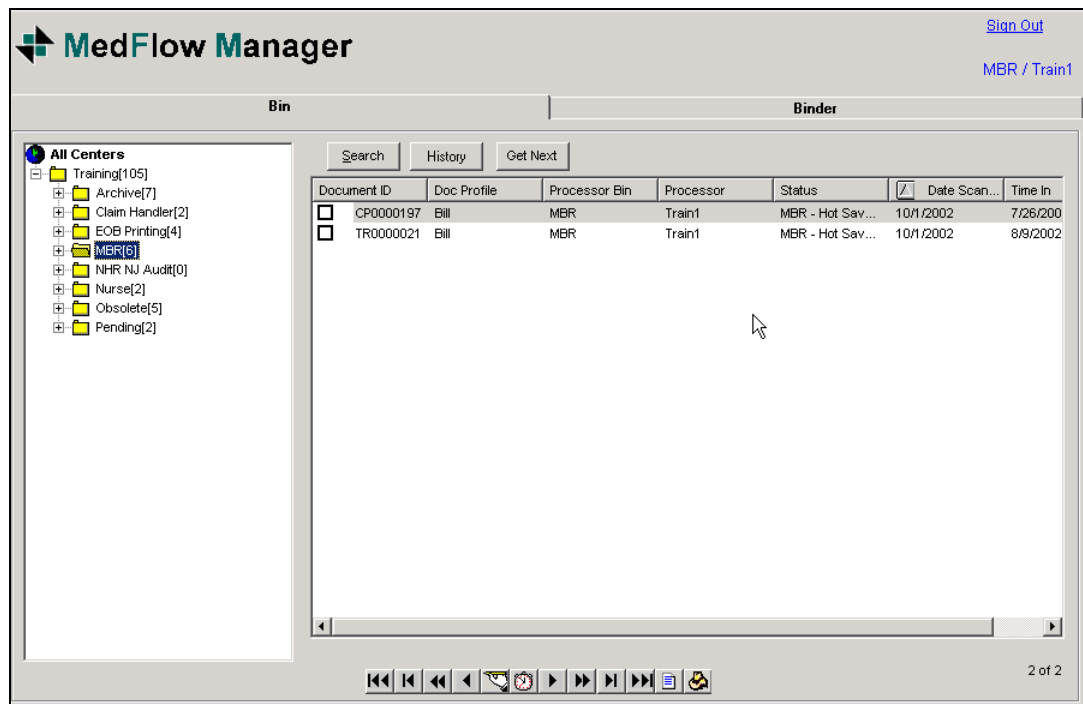 MedFlow Manager
Sign Out
MBR / Train1
Bin Binder
All Centers
Training[105]
Archive[7]
Claim Handler[2]
EOB Printing[4]
MBR[6]
NHR NJ Audit[0]
Nurse[2]
Obsolete[5]
Pending[2]
Search History Get Next
Document ID Doc Profile Processor Bin Processor Status Date Scan... Time In
CP0000197 Bill MBR Train1 MBR - Hot Sav... 10/1/2002 7/26/200
TR0000021 Bill MBR Train1 MBR - Hot Sav... 10/1/2002 8/9/2002
2 of 2